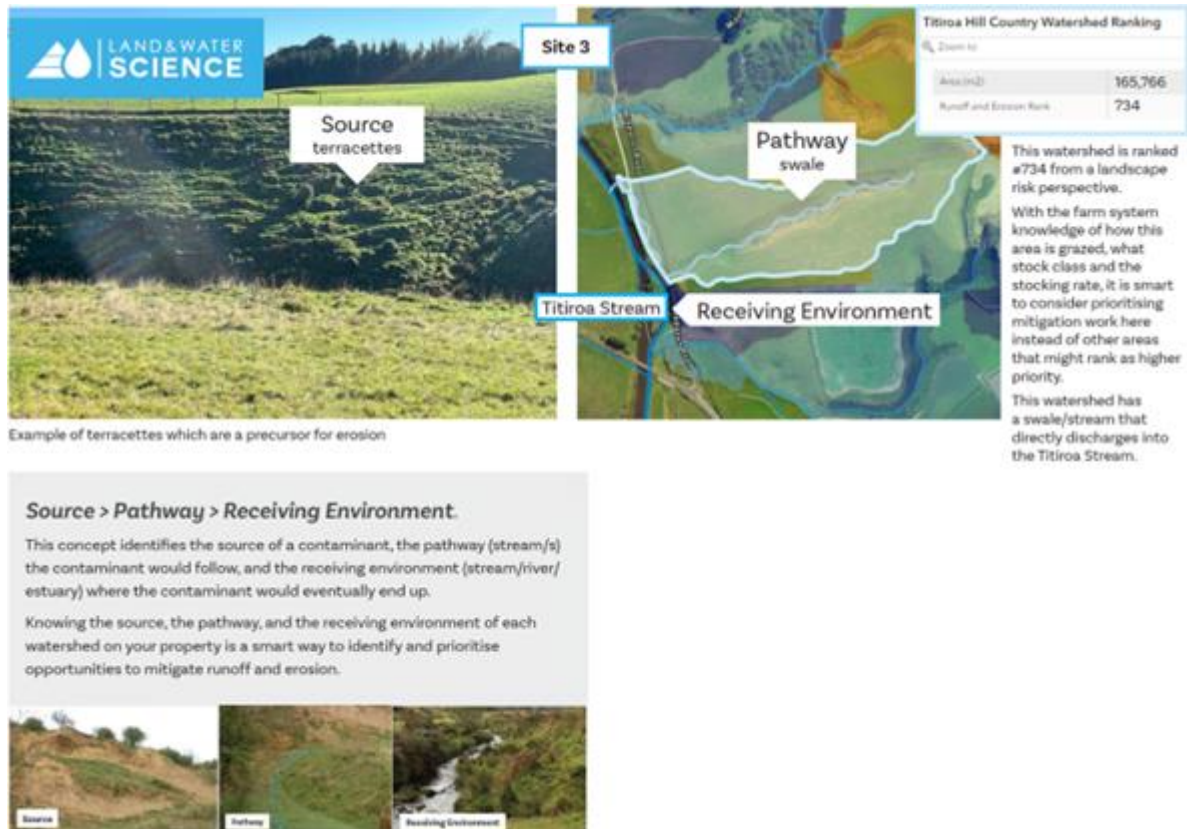 LAND&WATER
SCIENCE
Source
terracettes
Site 3
Pathway
swale
Titiroa Stream
Receiving Environment
Titiroa Hill Country Watershed Ranking
Zoom to
Area (m2) 165,766
Runoff and Erosion Rank 734
This watershed is ranked
#734 from a landscape
risk perspective.
With the farm system
knowledge of how this
area is grazed, what
stock class and the
stocking rate, it is smart
to consider prioritising
mitigation work here
instead of other areas
that might rank as higher
priority.
This watershed has
a swale/stream that
directly discharges into
the Titiroa Stream.
Example of terracettes which are a precursor for erosion
Source > Pathway > Receiving Environment.
This concept identifies the source of a contaminant, the pathway (stream/s)
the contaminant would follow, and the receiving environment (stream/river/
estuary) where the contaminant would eventually end up.
Knowing the source, the pathway, and the receiving environment of each
watershed on your property is a smart way to identify and prioritise
opportunities to mitigate runoff and erosion.
Source
Pathway
Receiving Environment